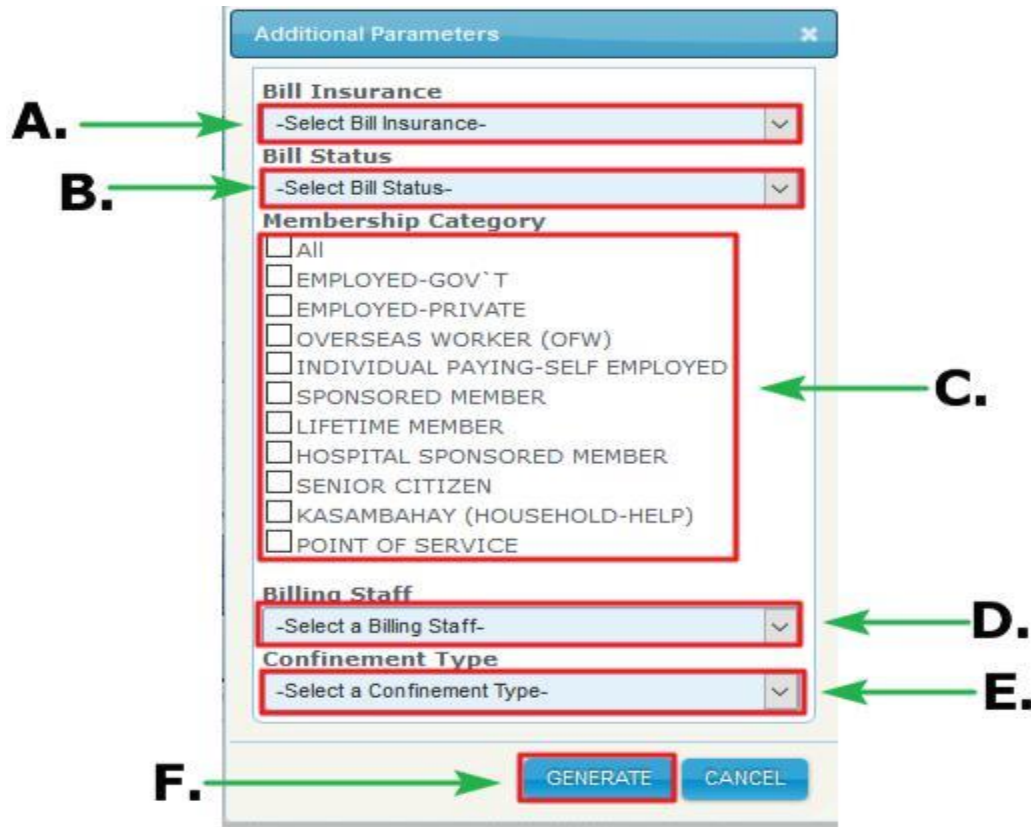 Additional Parameters
Bill Insurance
A.
-Select Bill Insurance-
Bill Status
B.
-Select Bill Status-
Membership Category
All
EMPLOYED-GOV`T
EMPLOYED-PRIVATE
OVERSEAS WORKER (OFW)
INDIVIDUAL PAYING-SELF EMPLOYED
C.
SPONSORED MEMBER
LIFETIME MEMBER
HOSPITAL SPONSORED MEMBER
SENIOR CITIZEN
KASAMBAHAY (HOUSEHOLD-HELP)
POINT OF SERVICE
Billing Staff
-Select a Billing Staff-
D.
Confinement Type
-Select a Confinement Type-
E.
F.
GENERATE CANCEL